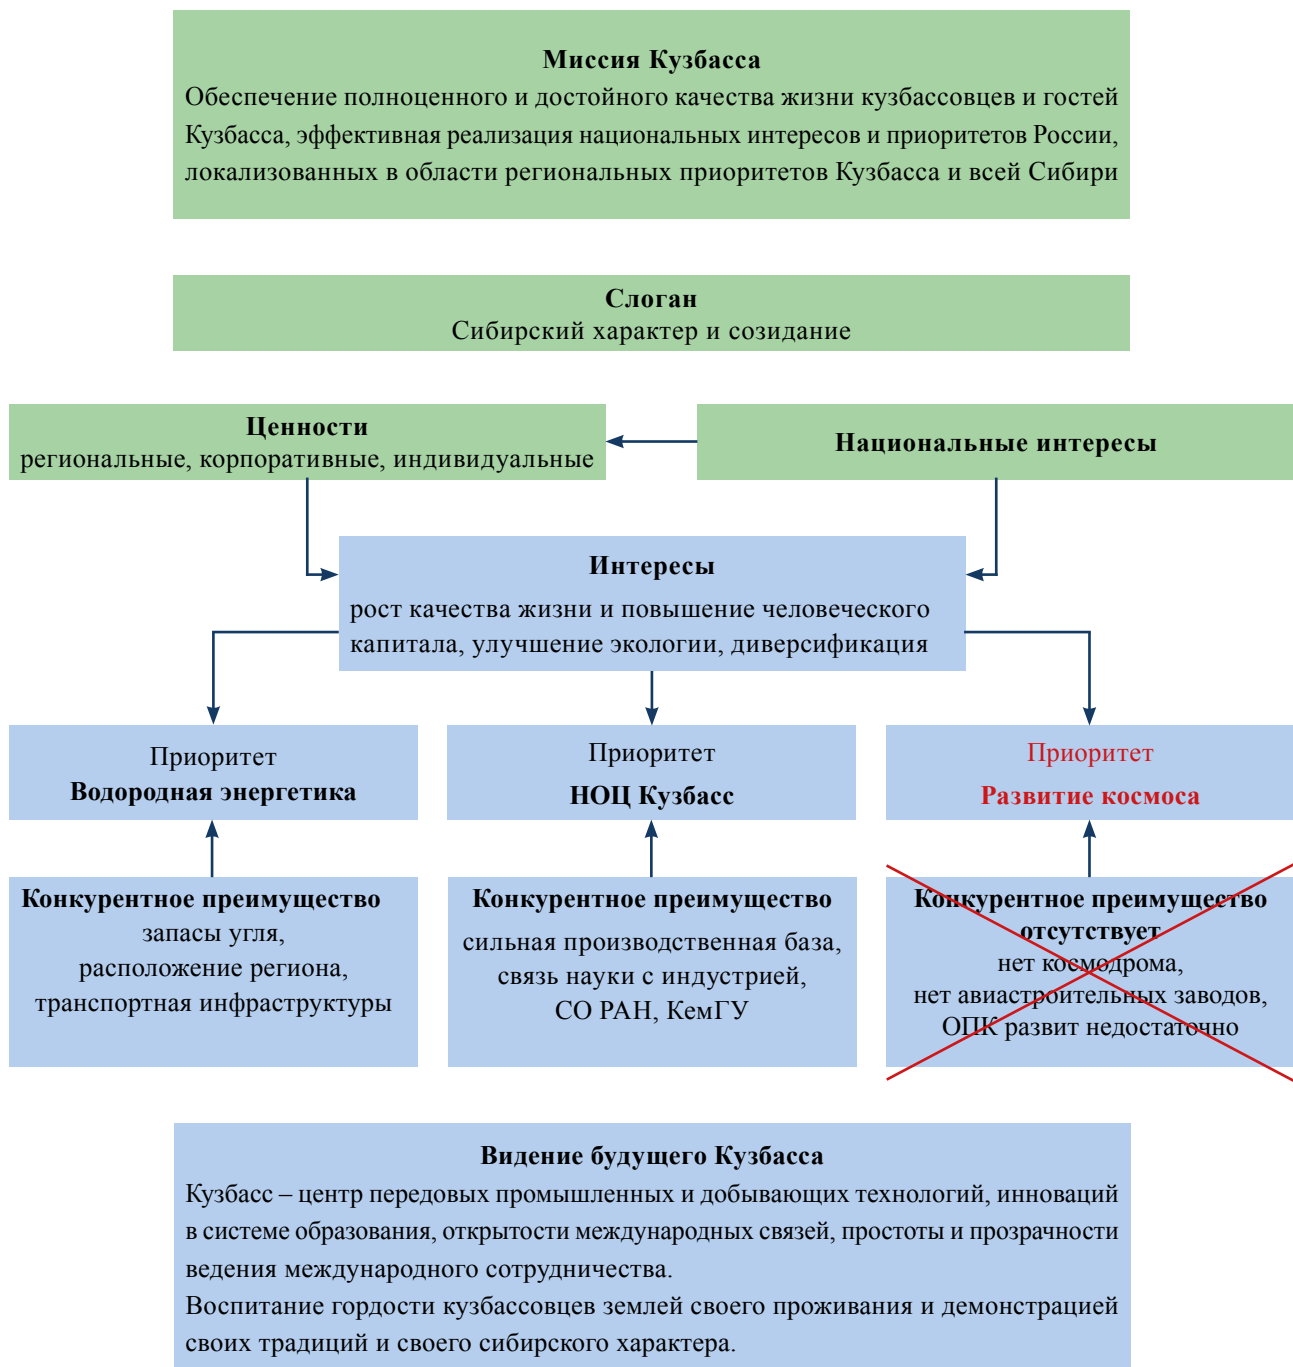 Миссия Кузбасса
Обеспечение полноценного и достойного качества жизни кузбассовцев и гостей
Кузбасса, эффективная реализация национальных интересов и приоритетов России,
локализованных в области региональных приоритетов Кузбасса и всей Сибири
Слоган
Сибирский характер и созидание
Ценности
региональные, корпоративные, индивидуальные
Национальные интересы
Интересы
рост качества жизни и повышение человеческого
капитала, улучшение экологии, диверсификация
Приоритет
Водородная энергетика
Приоритет
НОЦ Кузбасс
Приоритет
Развитие космоса
Конкурентное преимущество
запасы угля,
расположение региона,
транспортная инфраструктуры
Конкурентное преимущество
сильная производственная база,
связь науки с индустрией,
СО РАН, КемГУ
Конкурентное преимущество
отсутствует
нет космодрома,
нет авиастроительных заводов,
ОПК развит недостаточно
Видение будущего Кузбасса
Кузбасс – центр передовых промышленных и добывающих технологий, инноваций
в системе образования, открытости международных связей, простоты и прозрачности
ведения международного сотрудничества.
Воспитание гордости кузбассовцев землей своего проживания и демонстрацией
своих традиций и своего сибирского характера.